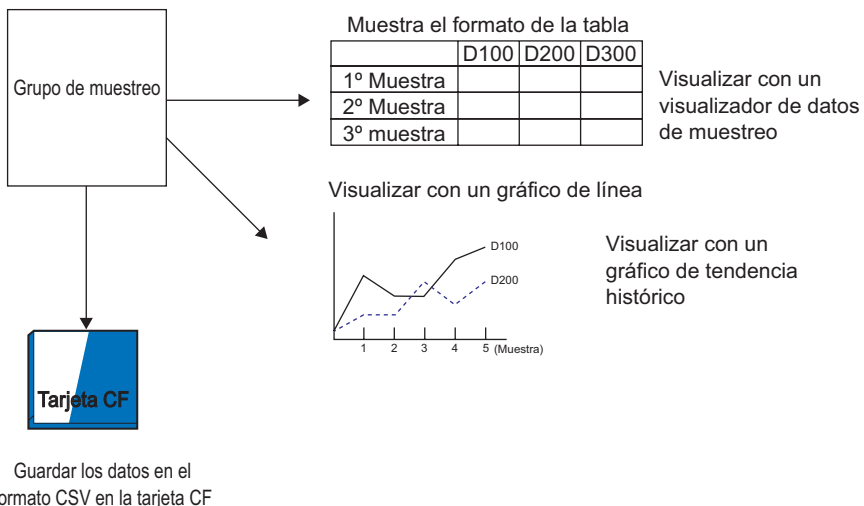 Muestra el formato de la tabla
D100 D200 D300
1º Muestra
2º Muestra
3º muestra
Grupo de muestreo
Visualizar con un
visualizador de datos
de muestreo
Visualizar con un gráfico de línea
D100
D200
1 2 3 4 5 (Muestra)
Visualizar con un
gráfico de tendencia
histórico
Tarjeta CF
Guardar los datos en el
ormato CSV en la tarjeta CF